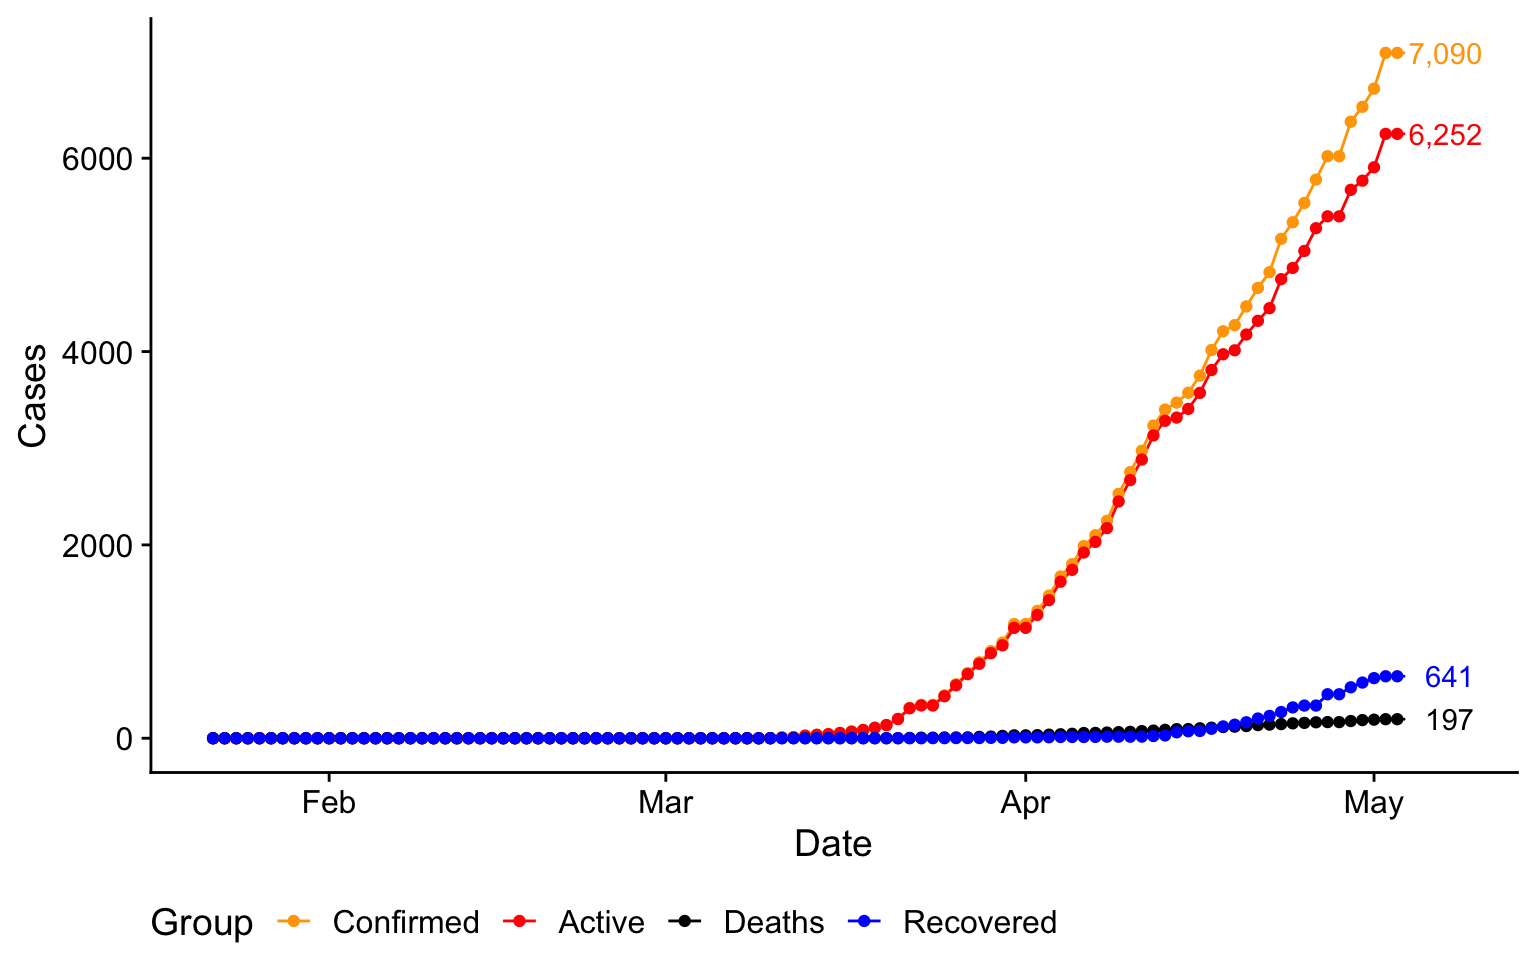 7,090
6,252
6000
4000
2000
0
641
197
Cases
Feb Mar Apr May
Date
Group Confirmed Active Deaths Recovered